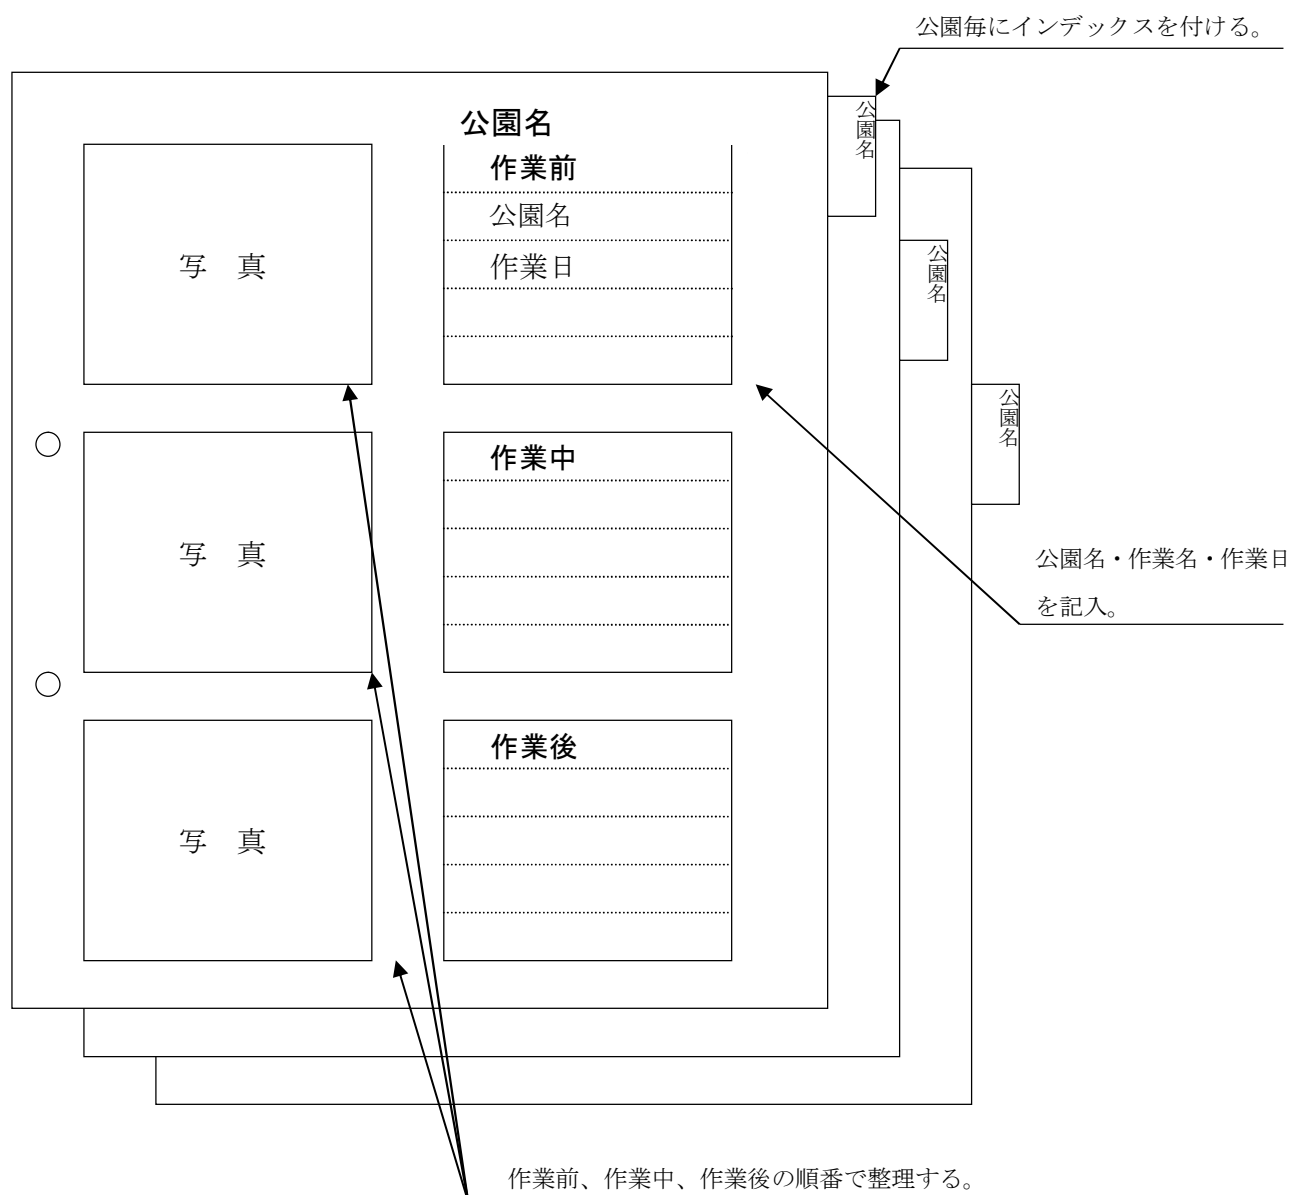 公園毎にインデックスを付ける。
公園名
公園名
作業前
公園名
作業日
写　真
公園名
公園名
作業中
写　真
公園名・作業名・作業日
を記入。
作業後
写　真
作業前、作業中、作業後の順番で整理する。